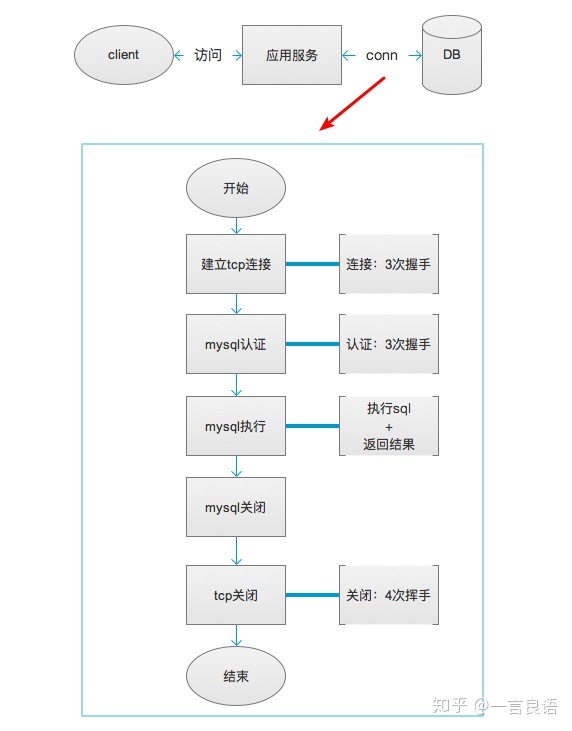 client 访问 应用服务 conn DB
开始
建立tcp连接 连接：3次握手
mysql认证 认证：3次握手
mysql执行 执行sql
+
返回结果
mysql关闭
tcp关闭 关闭：4次挥手
结束
知乎 @一言良语